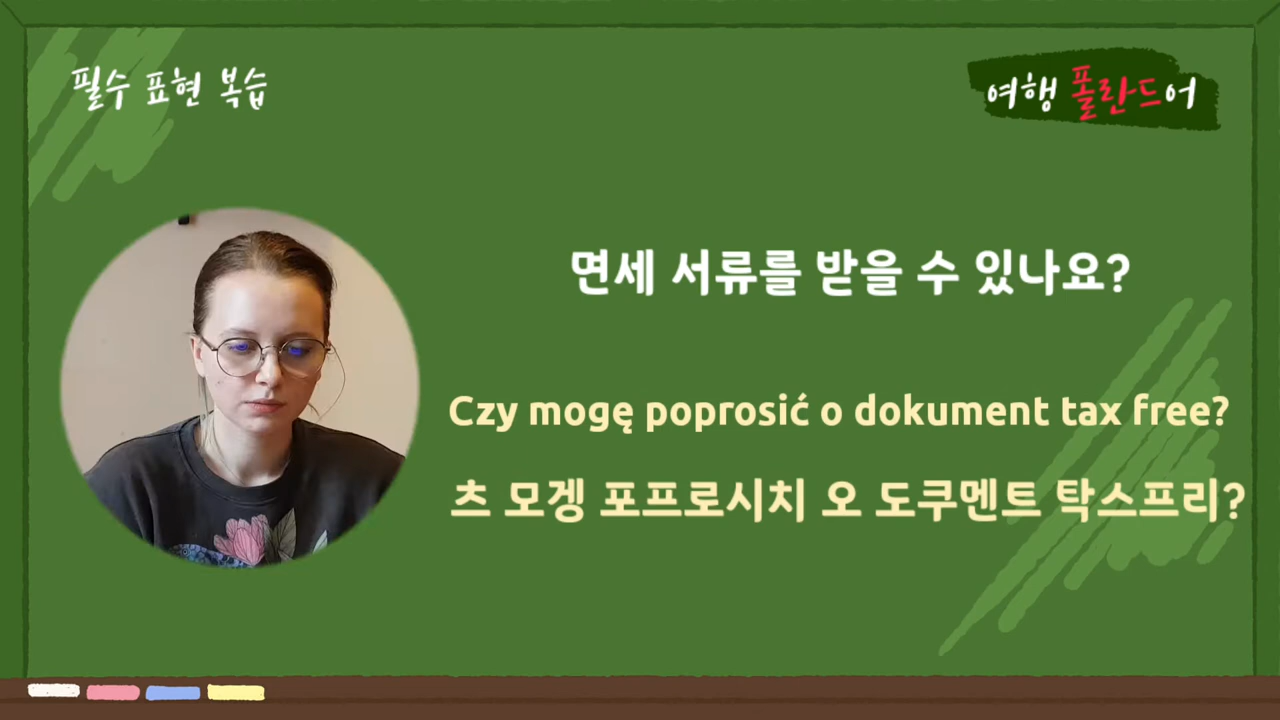 필수 표현 복습
여행 폴란드어
면세 서류를 받을 수 있나요?
Czy mogę poprosić o dokument tax free?
츠 모겡 포프로시치 오 도쿠멘트 탁스프리?